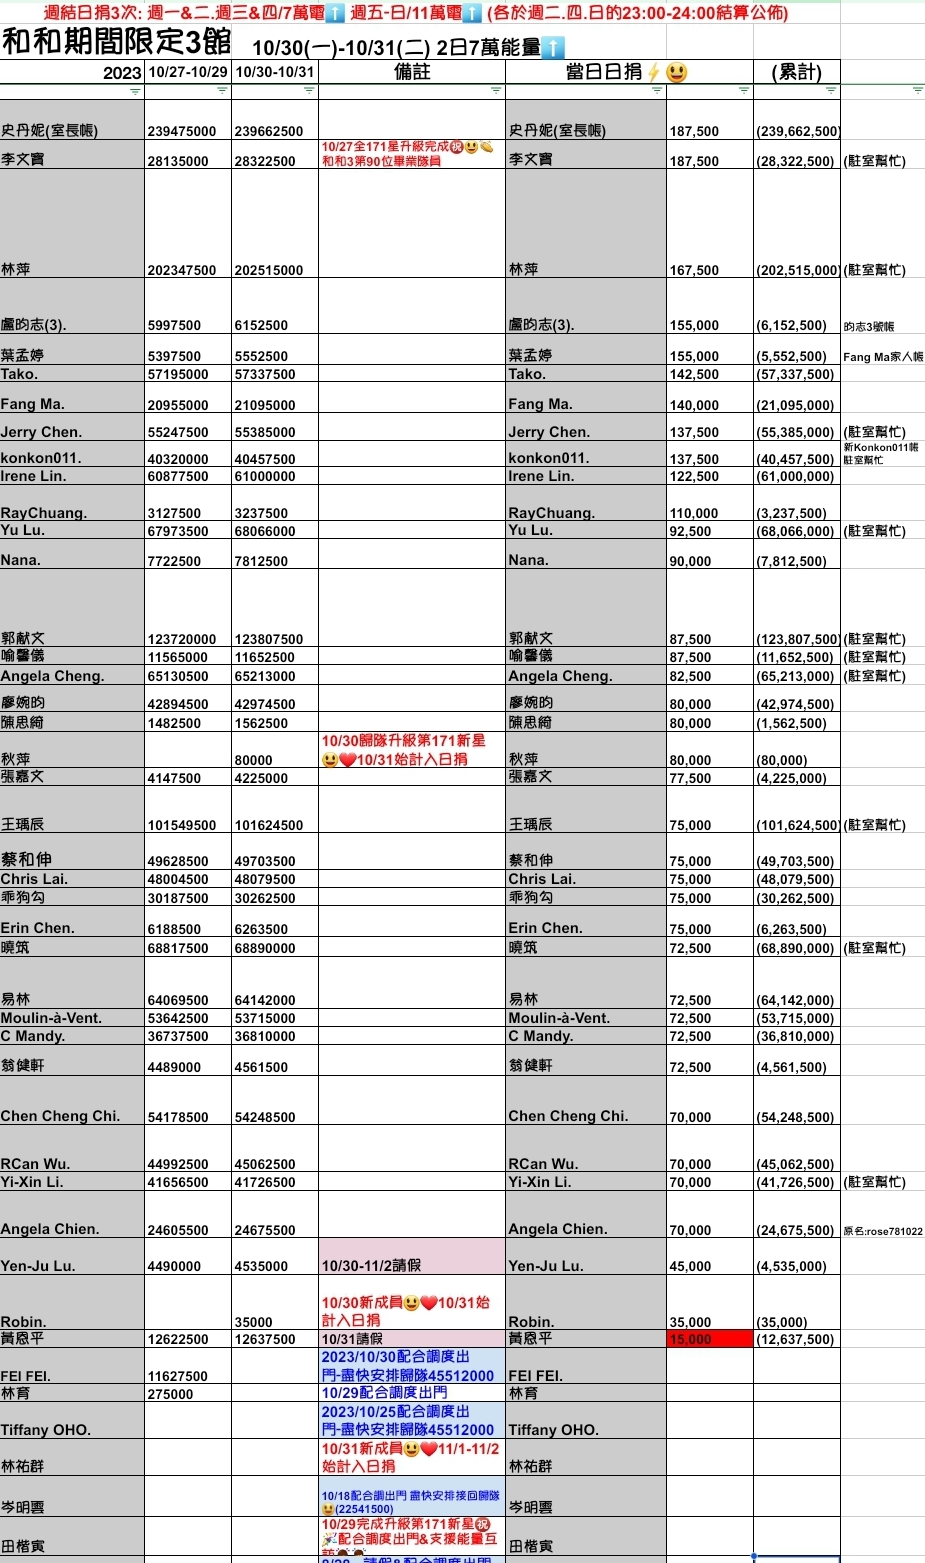 週結日捐3次: 週一&二.週三&四/7萬電⬆️ 週五-日/11萬電⬆️ (各於週二.四.日的23:00-24:00結算公佈)
和和期間限定3館 10/30(一)-10/31(二) 2日7萬能量⬆️
2023 10/27-10/29 10/30-10/31 備註 當日日捐⚡😃 (累計)
史丹妮(室長帳) 239475000 239662500 史丹妮(室長帳) 187,500 (239,662,500)
李文寶 28135000 28322500 10/27全171星升級完成㊗️😃👏 李文寶 187,500 (28,322,500) (駐室幫忙)
和和3第90位畢業隊員
林萍 202347500 202515000 林萍 167,500 (202,515,000) (駐室幫忙)
盧昀志(3). 5997500 6152500 盧昀志(3). 155,000 (6,152,500) 昀志3號帳
葉孟婷 5397500 5552500 葉孟婷 155,000 (5,552,500) Fang Ma家人帳
Tako. 57195000 57337500 Tako. 142,500 (57,337,500)
Fang Ma. 20955000 21095000 Fang Ma. 140,000 (21,095,000)
Jerry Chen. 55247500 55385000 Jerry Chen. 137,500 (55,385,000) (駐室幫忙)
konkon011. 40320000 40457500 konkon011. 137,500 (40,457,500) 新Konkon011帳
駐室幫忙
Irene Lin. 60877500 61000000 Irene Lin. 122,500 (61,000,000)
RayChuang. 3127500 3237500 RayChuang. 110,000 (3,237,500)
Yu Lu. 67973500 68066000 Yu Lu. 92,500 (68,066,000) (駐室幫忙)
Nana. 7722500 7812500 Nana. 90,000 (7,812,500)
郭献文 123720000 123807500 郭献文 87,500 (123,807,500) (駐室幫忙)
喻馨儀 11565000 11652500 喻馨儀 87,500 (11,652,500) (駐室幫忙)
Angela Cheng. 65130500 65213000 Angela Cheng. 82,500 (65,213,000) (駐室幫忙)
廖婉昀 42894500 42974500 廖婉昀 80,000 (42,974,500)
陳思綺 1482500 1562500 陳思綺 80,000 (1,562,500)
10/30歸隊升級第171新星
秋萍 80000 😃❤️10/31始計入日捐 秋萍 80,000 (80,000)
張嘉文 4147500 4225000 張嘉文 77,500 (4,225,000)
王瑀辰 101549500 101624500 王瑀辰 75,000 (101,624,500) (駐室幫忙)
蔡和伸 49628500 49703500 蔡和伸 75,000 (49,703,500)
Chris Lai. 48004500 48079500 Chris Lai. 75,000 (48,079,500)
乖狗勾 30187500 30262500 乖狗勾 75,000 (30,262,500)
Erin Chen. 6188500 6263500 Erin Chen. 75,000 (6,263,500)
曉筑 68817500 68890000 曉筑 72,500 (68,890,000) (駐室幫忙)
易林 64069500 64142000 易林 72,500 (64,142,000)
Moulin-à-Vent. 53642500 53715000 Moulin-à-Vent. 72,500 (53,715,000)
C Mandy. 36737500 36810000 C Mandy. 72,500 (36,810,000)
翁健軒 4489000 4561500 翁健軒 72,500 (4,561,500)
Chen Cheng Chi. 54178500 54248500 Chen Cheng Chi. 70,000 (54,248,500)
RCan Wu. 44992500 45062500 RCan Wu. 70,000 (45,062,500)
Yi-Xin Li. 41656500 41726500 Yi-Xin Li. 70,000 (41,726,500) (駐室幫忙)
Angela Chien. 24605500 24675500 Angela Chien. 70,000 (24,675,500) 原名:rose781022
Yen-Ju Lu. 4490000 4535000 10/30-11/2請假 Yen-Ju Lu. 45,000 (4,535,000)
10/30新成員😃❤️10/31始
Robin. 35000 計入日捐 Robin. 35,000 (35,000)
黃恩平 12622500 12637500 10/31請假 黃恩平 15,000 (12,637,500)
2023/10/30配合調度出
FEI FEI. 11627500 門-盡快安排歸隊45512000 FEI FEI.
林育 275000 10/29配合調度出門 林育
2023/10/25配合調度出
Tiffany OHO. 門-盡快安排歸隊45512000 Tiffany OHO.
10/31新成員😃❤️11/1-11/2
林祐群 始計入日捐 林祐群
10/18配合調出門 盡快安排接回歸隊
岑明雲 😃(22541500) 岑明雲
10/29完成升級第171新星㊗️
田楷寅 🎉配合調度出門&支援能量互 田楷寅